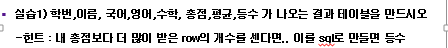 ▪ 실습1) 학번,이름, 국어,영어,수학, 총점,평균,등수 가 나오는 결과 테이블을 만드시오
-힌트 : 내 총점보다 더 많이 받은 row의 개수를 센다면.. 이를 sql로 만들면 등수